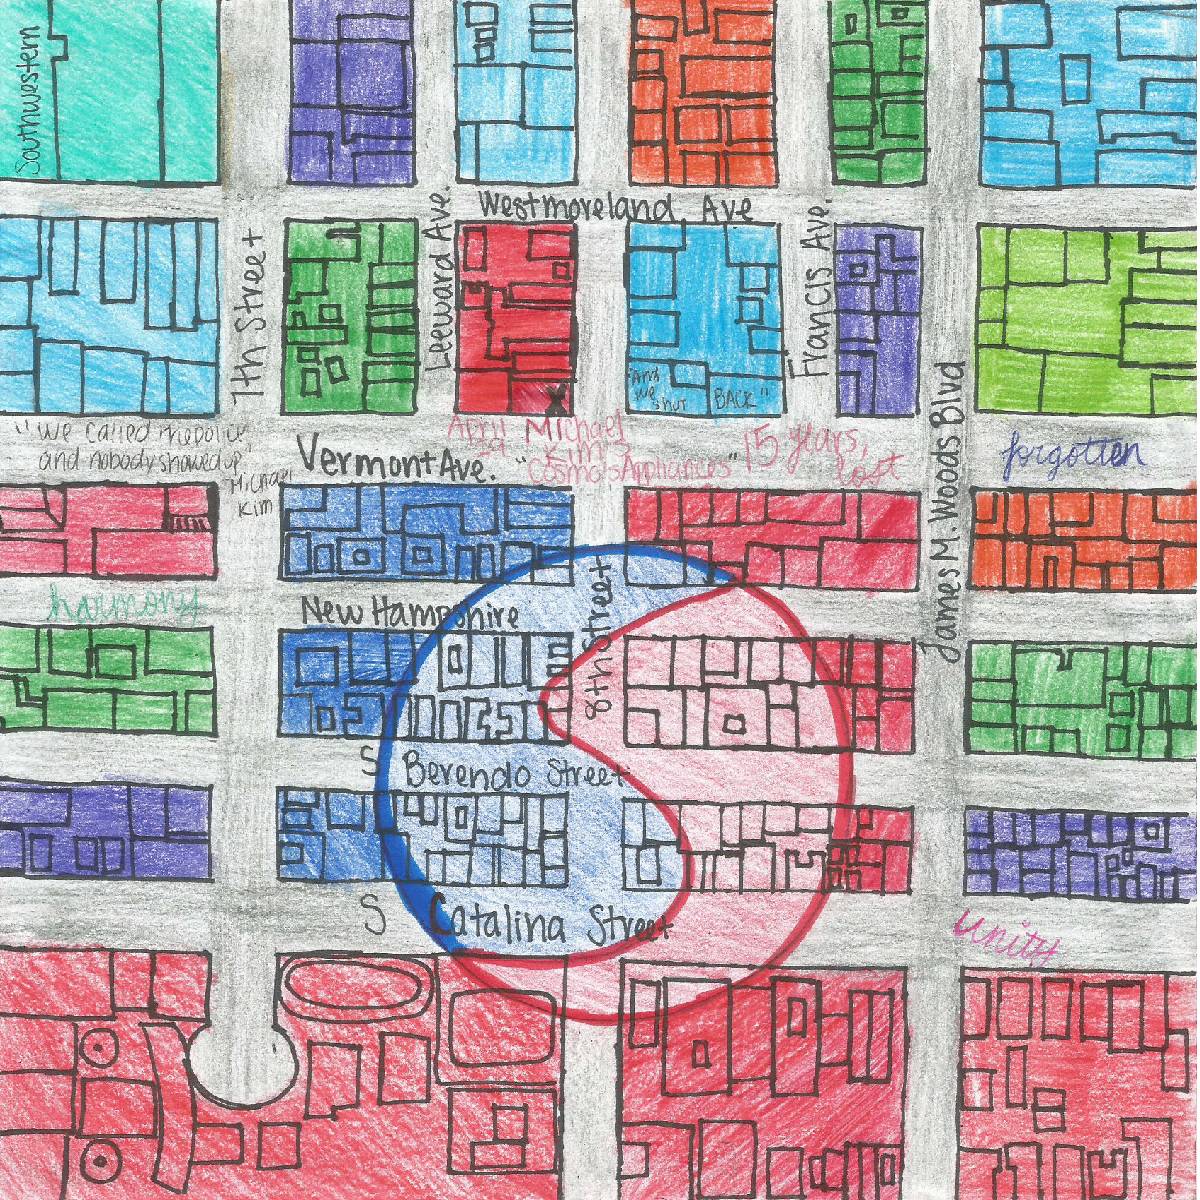 Southwestern
Westmoreland Ave
7th Street
Leeward Ave.
Francis Ave.
"And
we
shot
BACK"
"we called the police,
and nobody showed up"
Michael
Kim
Vermont Ave.
April
29
Michael
Kim's
"Cosmo's Appliances"
15 years,
lost
James M. Woods Blvd
forgotten
harmony
New Hampshire
8th Street
S Berendo Street
S Catalina Street
unity